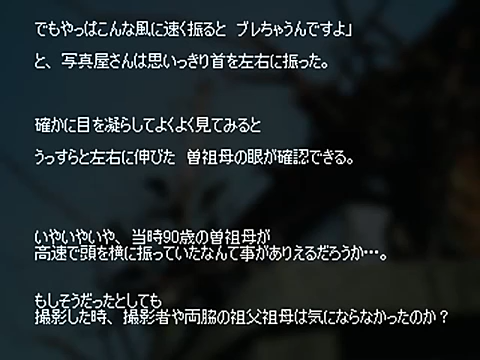 でもやっぱこんな風に速く振ると　ブレちゃうんですよ」
と、写真屋さんは思いっきり首を左右に振った。
確かに目を凝らしてよくよく見てみると
うっすらと左右に伸びた　曽祖母の眼が確認できる。
いやいやいや、当時90歳の曽祖母が
高速で頭を横に振っていたなんて事がありえるだろうか…。
もしそうだったとしても
撮影した時、撮影者や両脇の祖父祖母は気にならなかったのか？